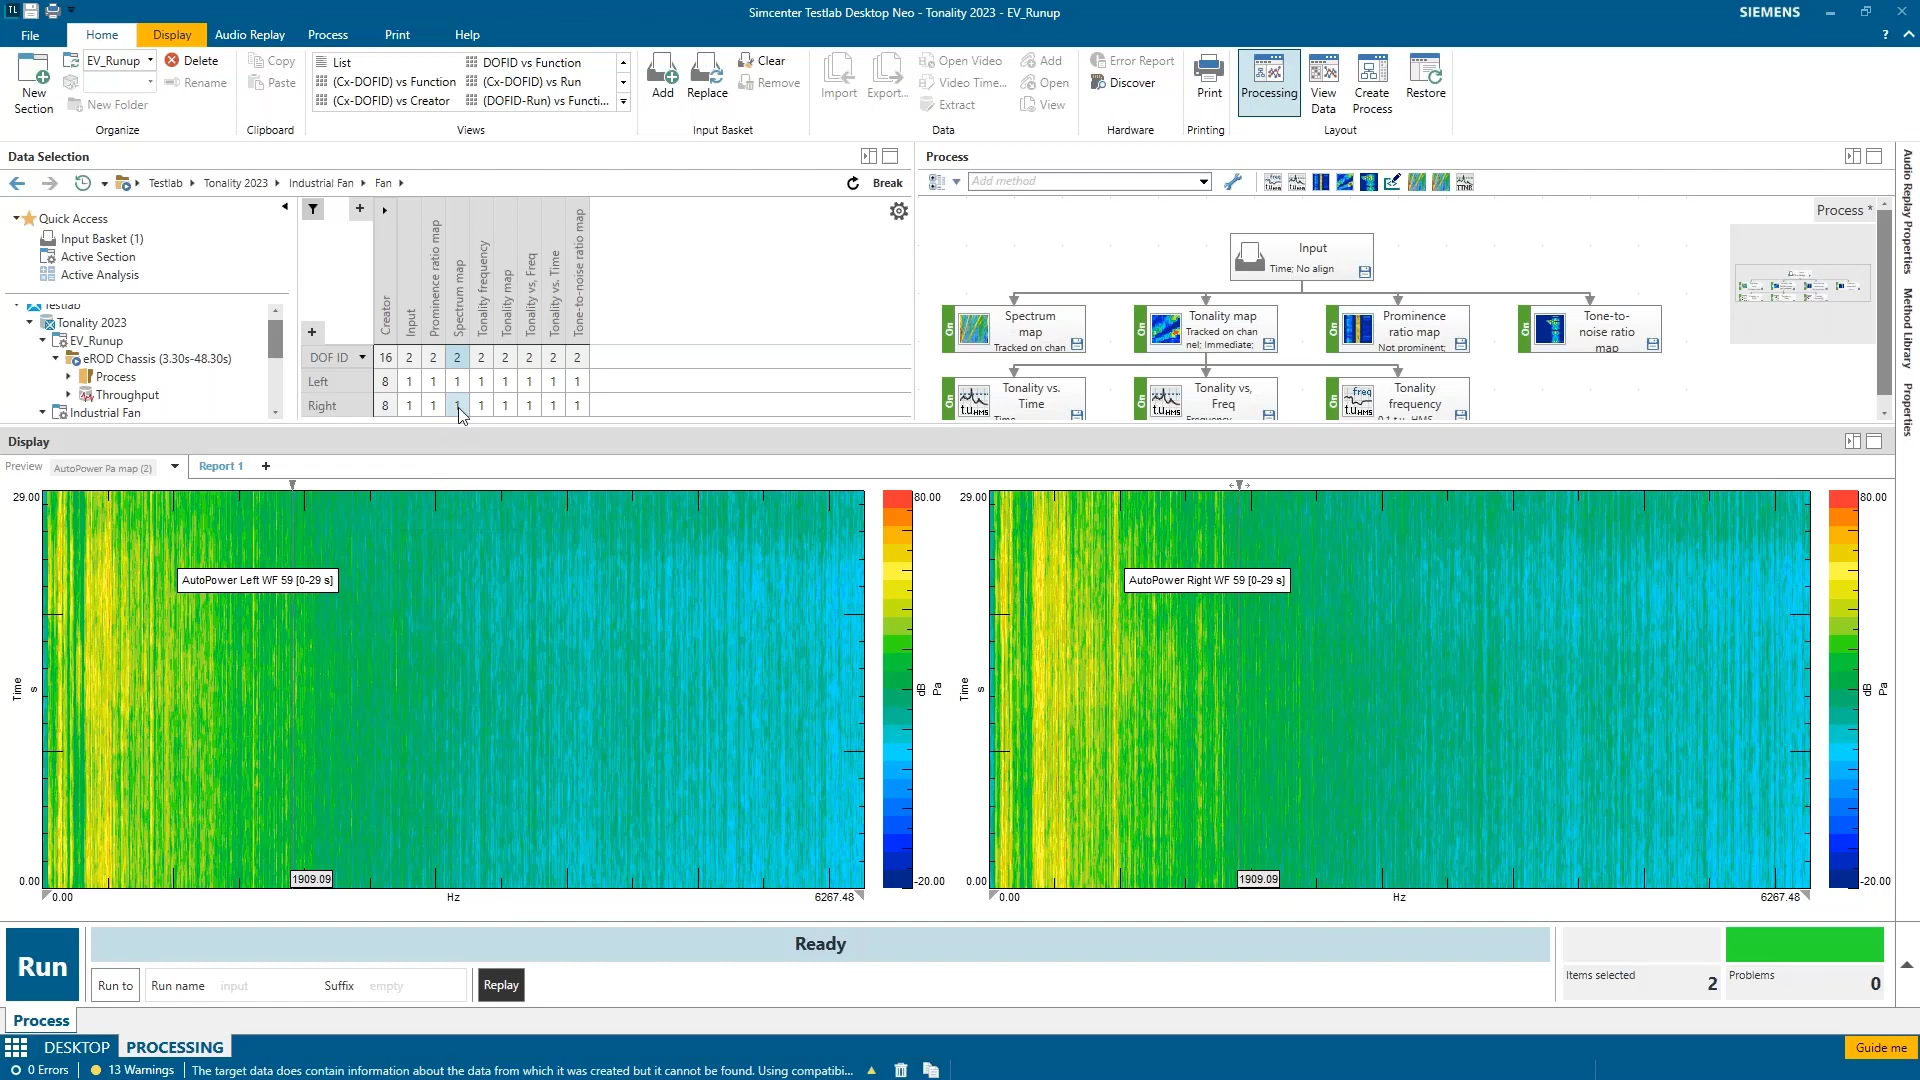 TL
Simcenter Testlab Desktop Neo - Tonality 2023 - EV_Runup
SIEMENS
File
Home
Display
Audio Replay
Process
Print
Help
?
New
Section
EV_Runup
Delete
Rename
New Folder
Organize
Copy
Paste
Clipboard
List
(Cx-DOFID) vs Function
(Cx-DOFID) vs Creator
DOFID vs Function
(Cx-DOFID) vs Run
(DOFID-Run) vs Functi...
Views
Add
Replace
Clear
Remove
Input Basket
Import
Export...
Open Video
Video Time...
Extract
Add
Open
View
Data
Error Report
Discover
Hardware
Print
Printing
Processing
View
Data
Create
Process
Restore
Layout
Data Selection
Testlab
Tonality 2023
Industrial Fan
Fan
Break
Quick Access
Input Basket (1)
Active Section
Active Analysis
Testlab
Tonality 2023
EV_Runup
eROD Chassis (3.30s-48.30s)
Process
Throughput
Industrial Fan
Creator
Input
Prominence ratio map
Spectrum map
Tonality frequency
Tonality map
Tonality vs, Freq
Tonality vs. Time
Tone-to-noise ratio map
DOF ID 16 2 2 2 2 2 2 2 2
Left 8 1 1 1 1 1 1 1 1
Right 8 1 1 1 1 1 1 1 1
Process
Add method
Process *
Input
Time; No align
On
Spectrum
map
Tracked on chan
On
Tonality map
Tracked on chan
nel; Immediate;
On
Prominence
ratio map
Not prominent;
On
Tone-to-
noise ratio
map
On
Tonality vs.
Time
Time
On
Tonality vs,
Freq
Frequency
On
Tonality
frequency
0.1 t.u. HMS
Audio Replay Properties
Method Library
Properties
Display
Preview
AutoPower Pa map (2)
Report 1
29.00
AutoPower Left WF 59 [0-29 s]
Time
s
0.00
1909.09
0.00
Hz
6267.48
80.00
dB
Pa
-20.00
29.00
AutoPower Right WF 59 [0-29 s]
Time
s
0.00
1909.09
0.00
Hz
6267.48
80.00
dB
Pa
-20.00
Run
Ready
Run to
Run name
input
Suffix
empty
Replay
Items selected
2
Problems
0
Process
DESKTOP
PROCESSING
Guide me
0 Errors
13 Warnings
The target data does contain information about the data from which it was created but it cannot be found. Using compatibi...